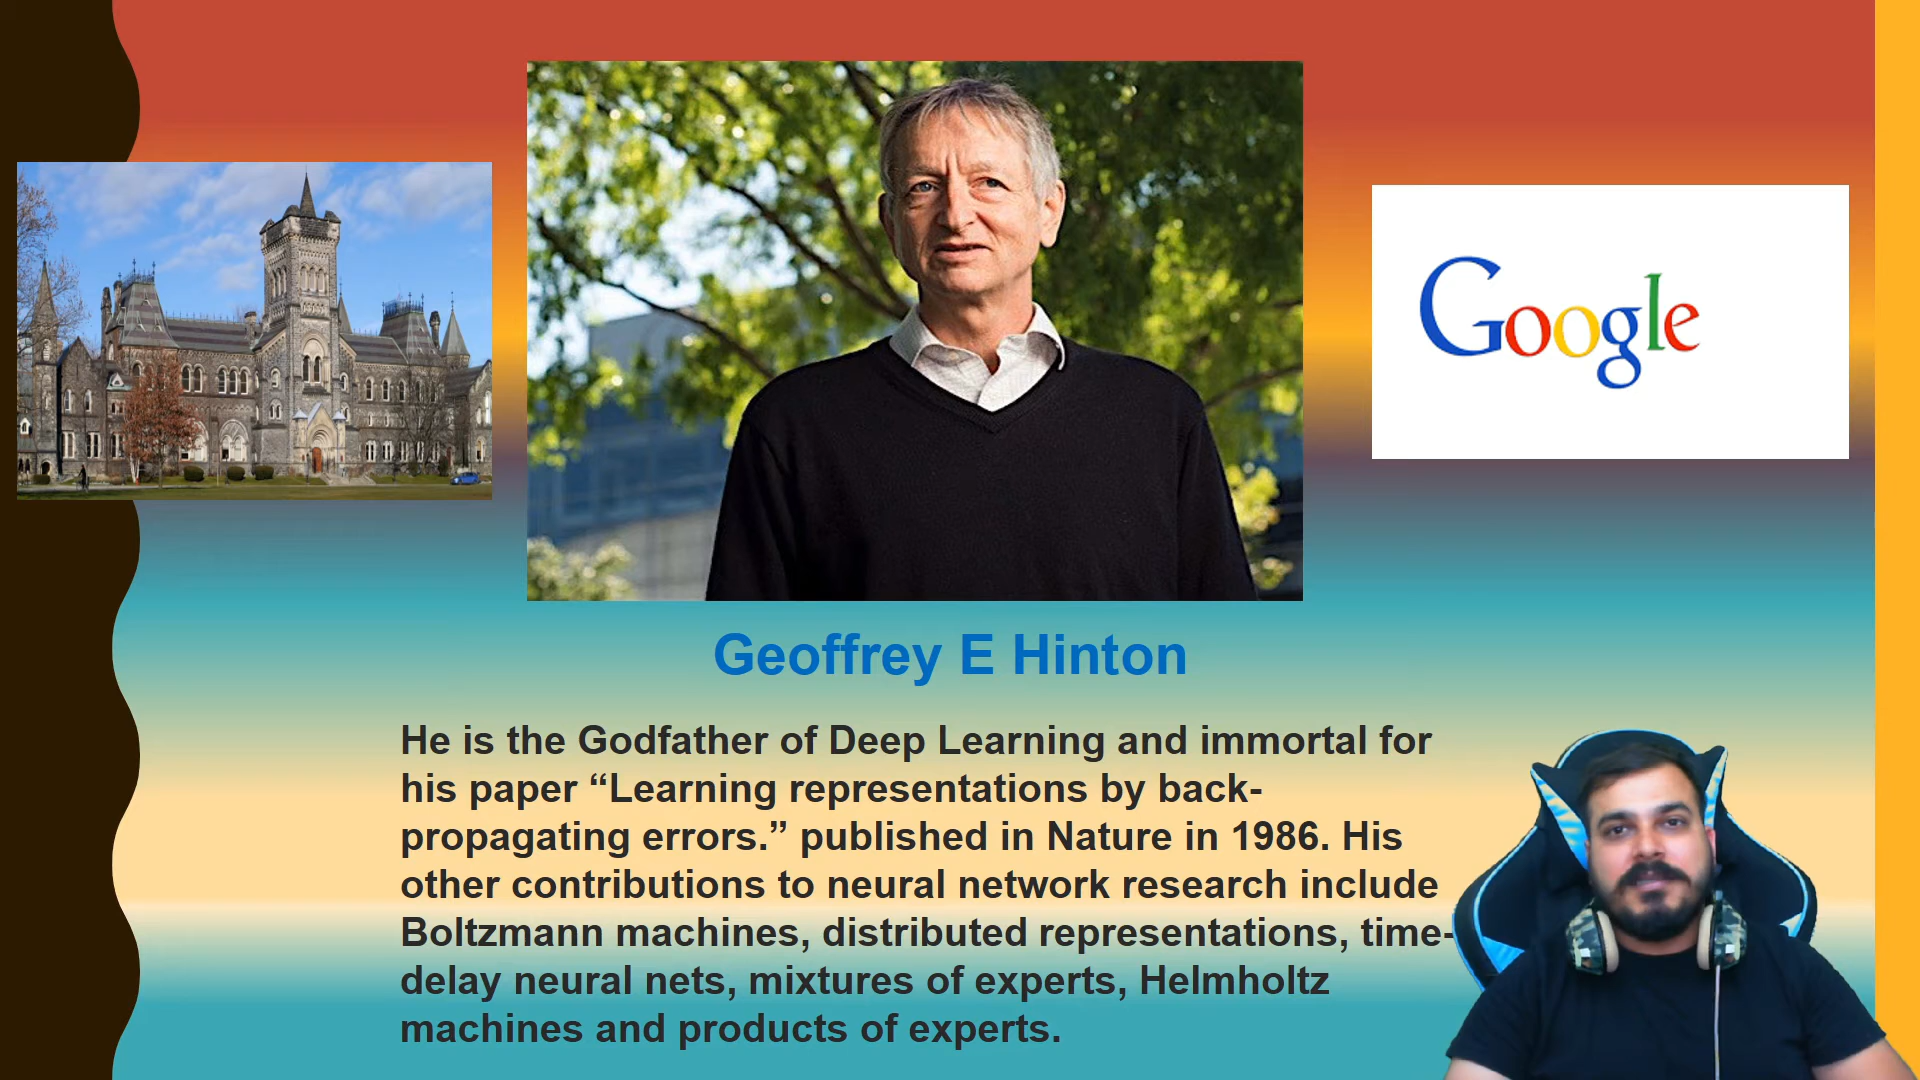 Google
Geoffrey E Hinton
He is the Godfather of Deep Learning and immortal for
his paper “Learning representations by back-
propagating errors.” published in Nature in 1986. His
other contributions to neural network research include
Boltzmann machines, distributed representations, time-
delay neural nets, mixtures of experts, Helmholtz
machines and products of experts.